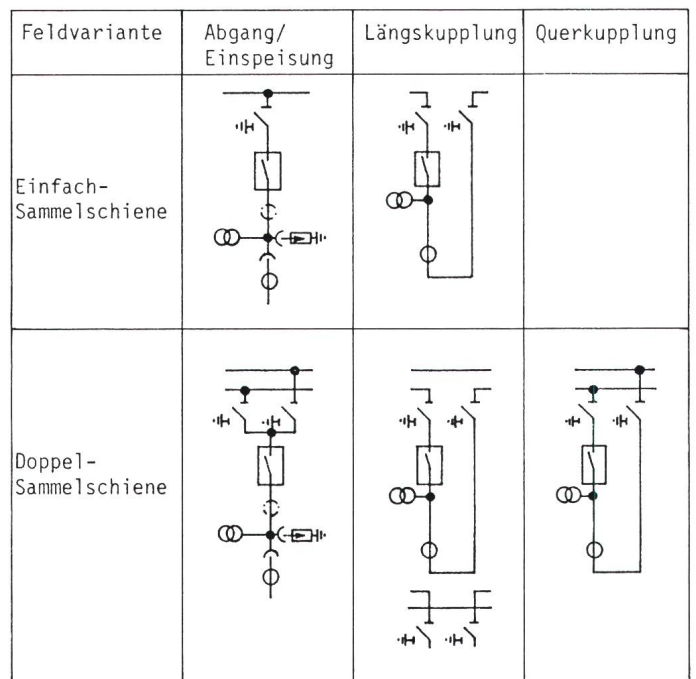 Feldvariante
Abgang/
Einspeisung
Längskupplung
Querkupplung
Einfach-
Sammelschiene
Doppel-
Sammelschiene